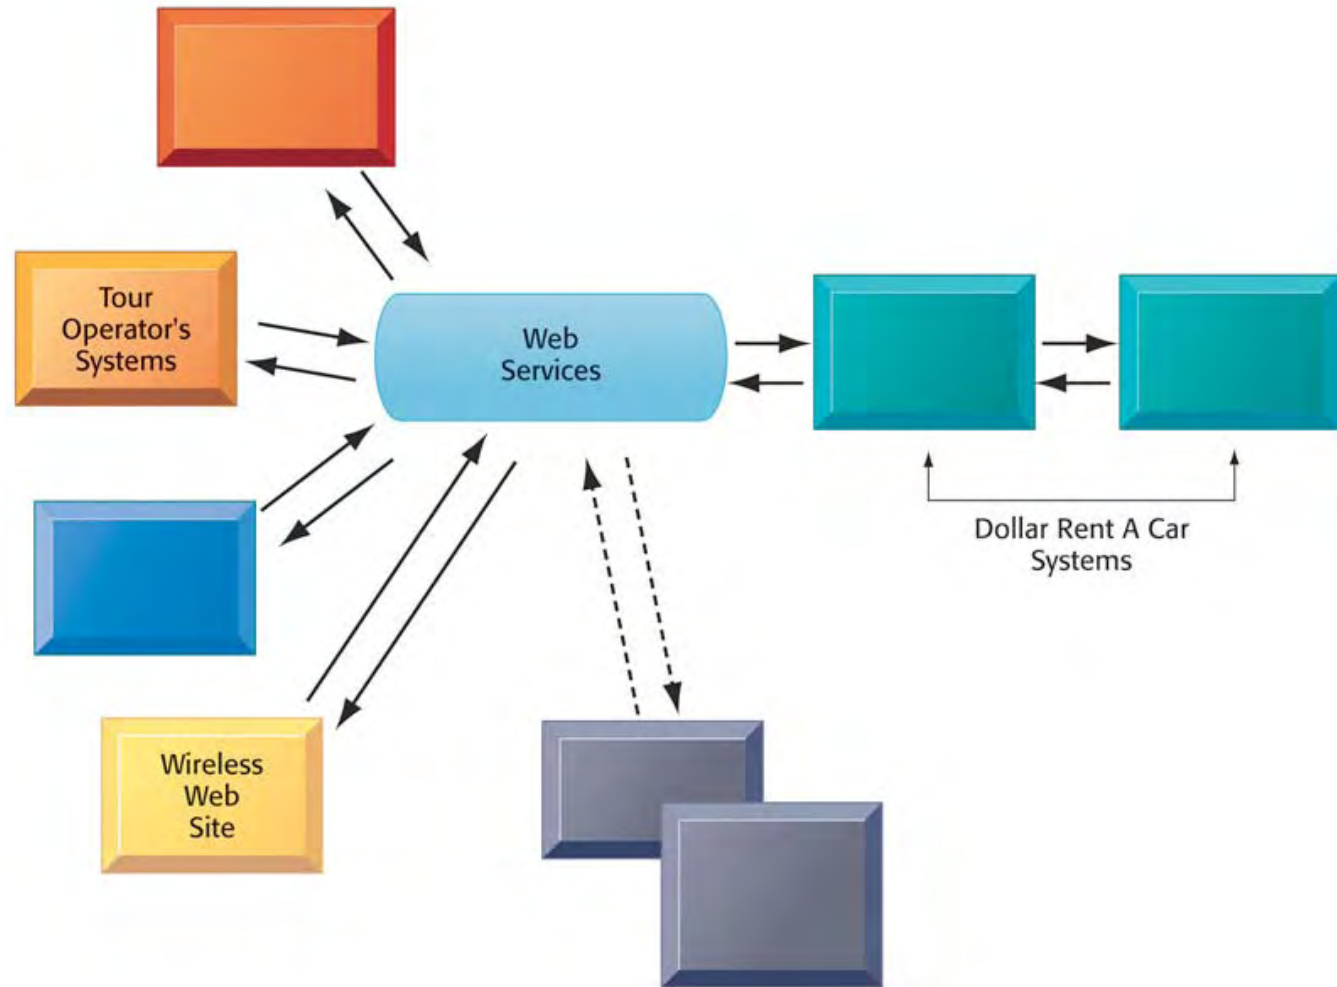 Tour
Operator's
Systems
Web
Services
Dollar Rent A Car
Systems
Wireless
Web
Site